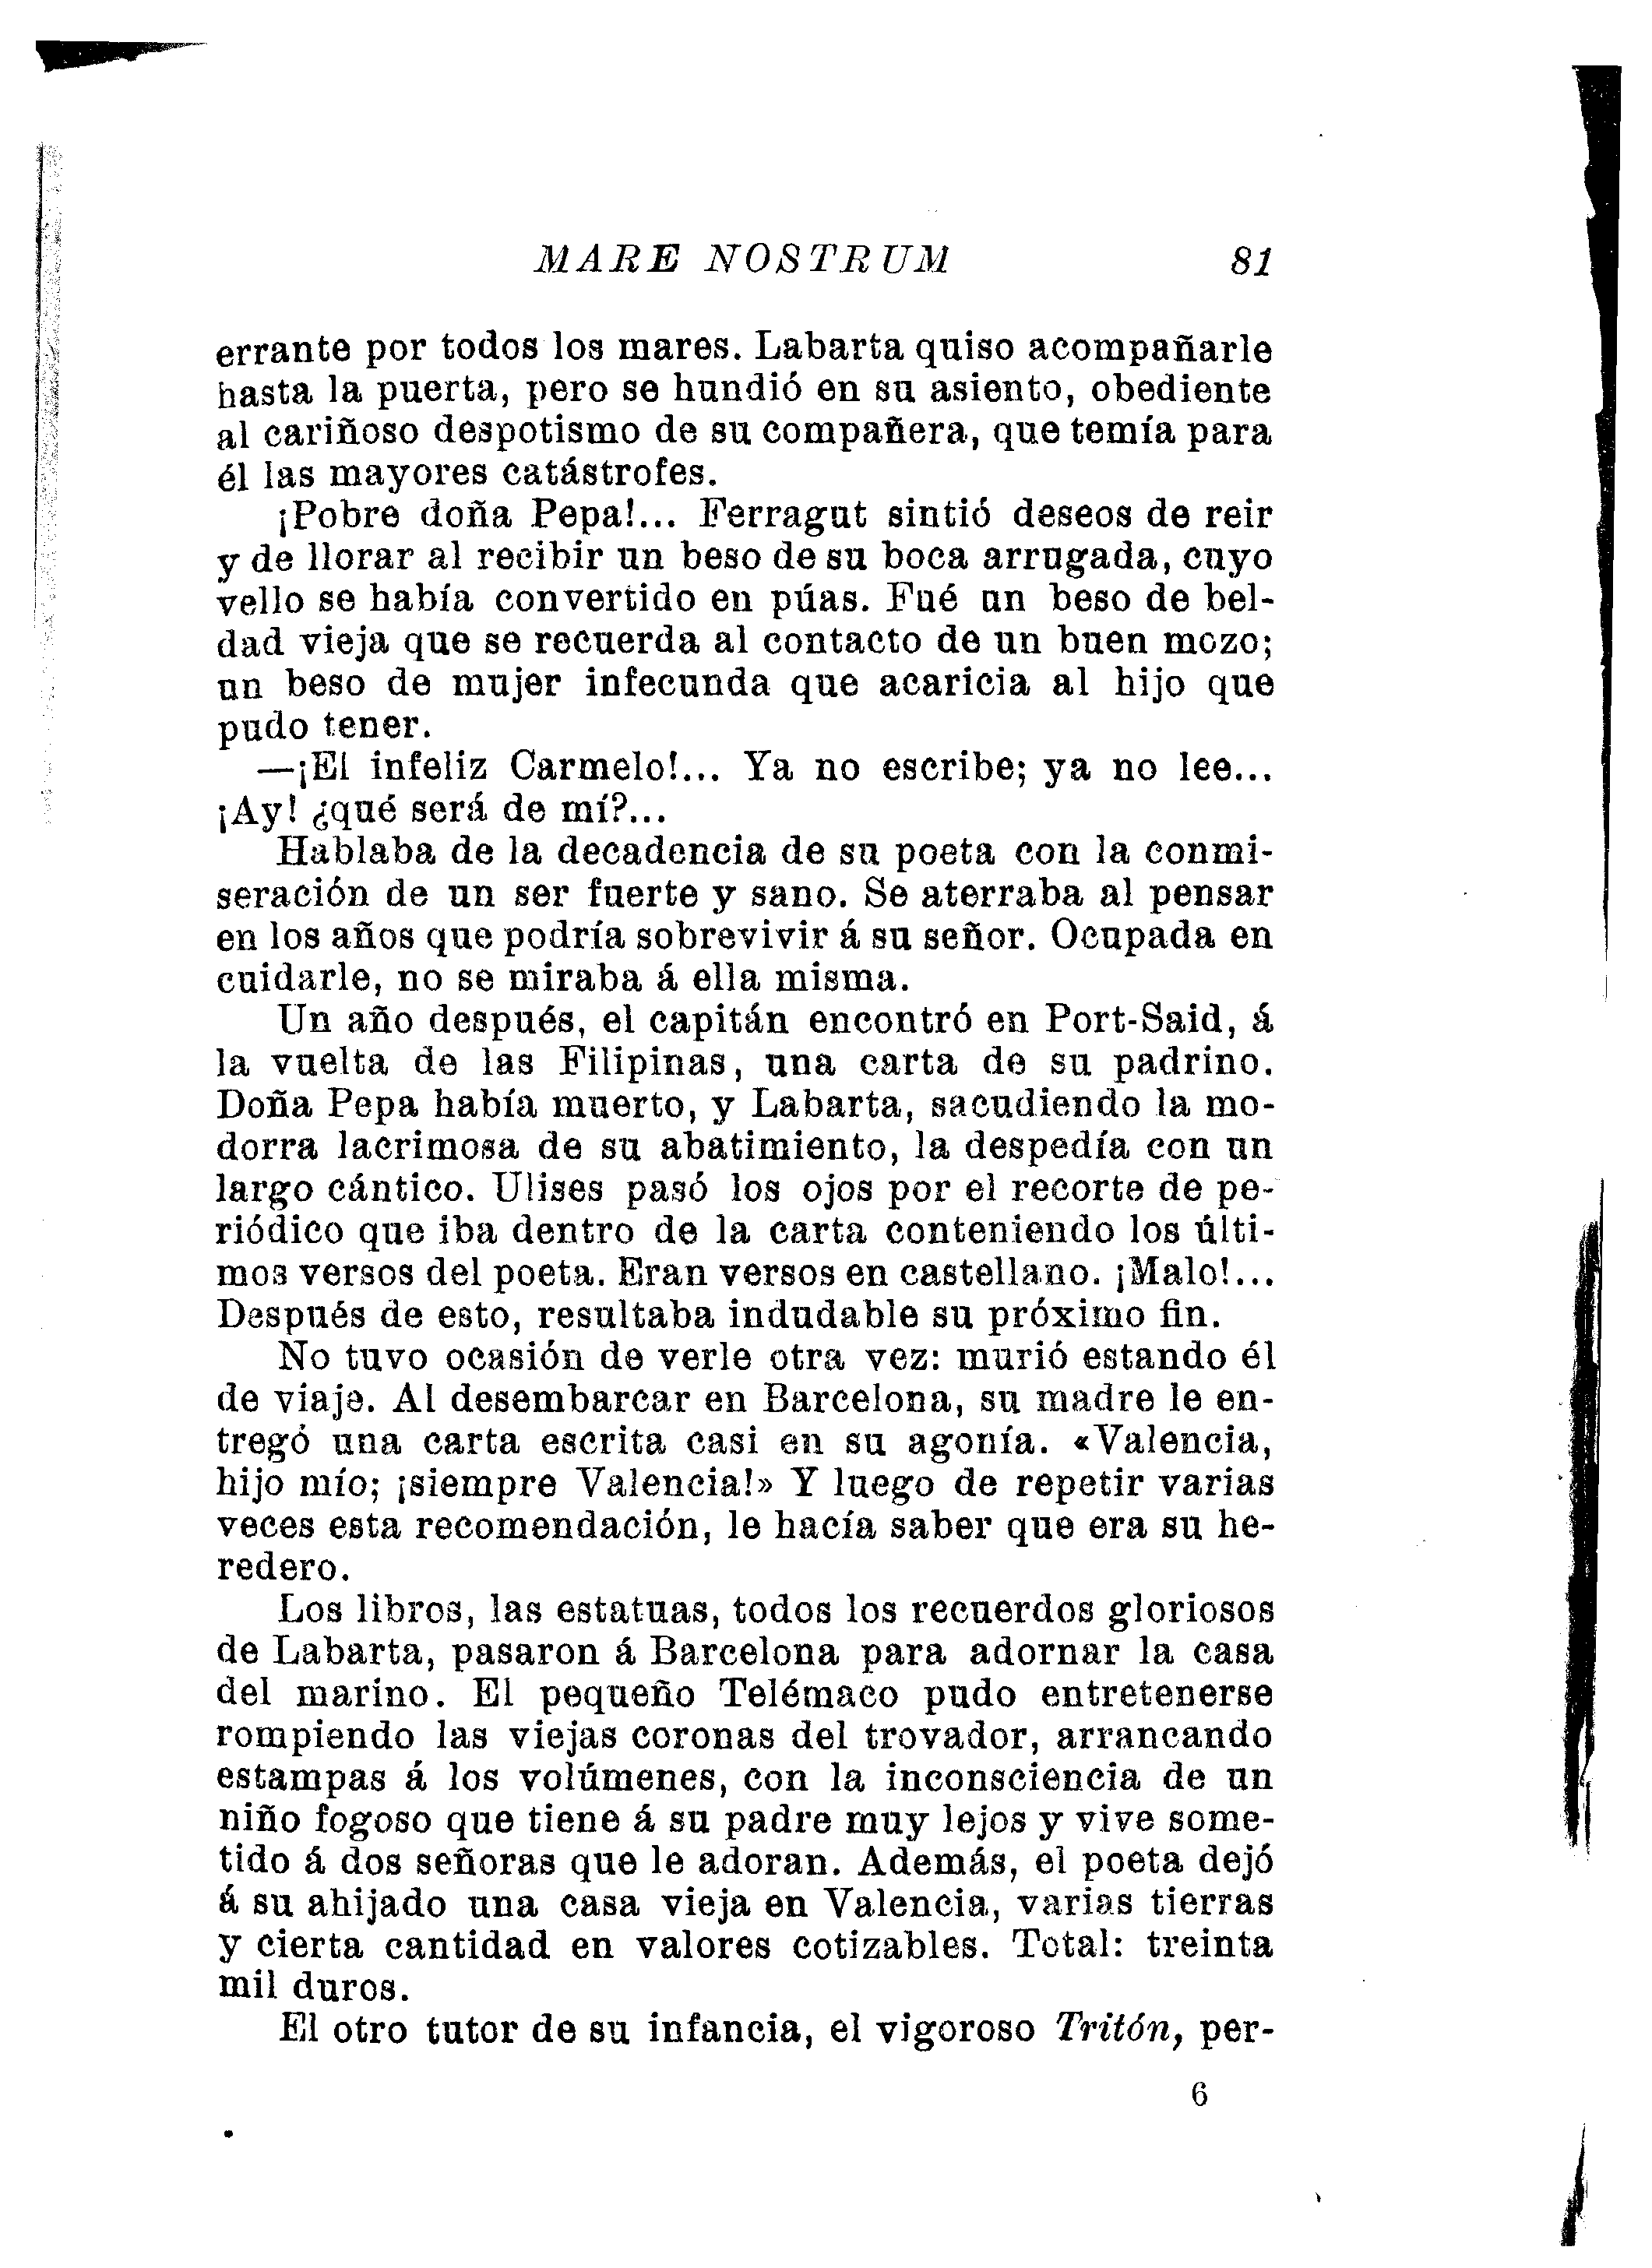 MARE NOSTRUM 81
errante por todos los mares. Labarta quiso acompañarle
hasta la puerta, pero se hundió en su asiento, obediente
al cariñoso despotismo de su compañera, que temía para
él las mayores catástrofes.
¡Pobre doña Pepa!... Ferragut sintió deseos de reir
y de llorar al recibir un beso de su boca arrugada, cuyo
vello se había convertido en púas. Fué un beso de bel-
dad vieja que se recuerda al contacto de un buen mozo;
un beso de mujer infecunda que acaricia al hijo que
pudo tener.
—¡El infeliz Carmelo!... Ya no escribe; ya no lee...
¡Ay! ¿qué será de mí?...
Hablaba de la decadencia de su poeta con la conmi-
seración de un ser fuerte y sano. Se aterraba al pensar
en los años que podría sobrevivir á su señor. Ocupada en
cuidarle, no se miraba á ella misma.
Un año después, el capitán encontró en Port-Said, á
la vuelta de las Filipinas, una carta de su padrino.
Doña Pepa había muerto, y Labarta, sacudiendo la mo-
dorra lacrimosa de su abatimiento, la despedía con un
largo cántico. Ulises pasó los ojos por el recorte de pe-
riódico que iba dentro de la carta conteniendo los últi-
mos versos del poeta. Eran versos en castellano. ¡Malo!...
Después de esto, resultaba indudable su próximo fin.
No tuvo ocasión de verle otra vez: murió estando él
de viaje. Al desembarcar en Barcelona, su madre le en-
tregó una carta escrita casi en su agonía. «Valencia,
hijo mío; ¡siempre Valencia!» Y luego de repetir varias
veces esta recomendación, le hacía saber que era su he-
redero.
Los libros, las estatuas, todos los recuerdos gloriosos
de Labarta, pasaron á Barcelona para adornar la casa
del marino. El pequeño Telémaco pudo entretenerse
rompiendo las viejas coronas del trovador, arrancando
estampas á los volúmenes, con la inconsciencia de un
niño fogoso que tiene á su padre muy lejos y vive some-
tido á dos señoras que le adoran. Además, el poeta dejó
á su ahijado una casa vieja en Valencia, varias tierras
y cierta cantidad en valores cotizables. Total: treinta
mil duros.
El otro tutor de su infancia, el vigoroso Tritón, per-
6